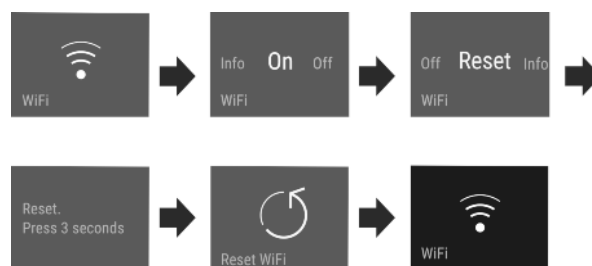 WiFi
Info On Off
WiFi
Off Reset Info
WiFi
Reset.
Press 3 seconds
Reset WiFi
WiFi